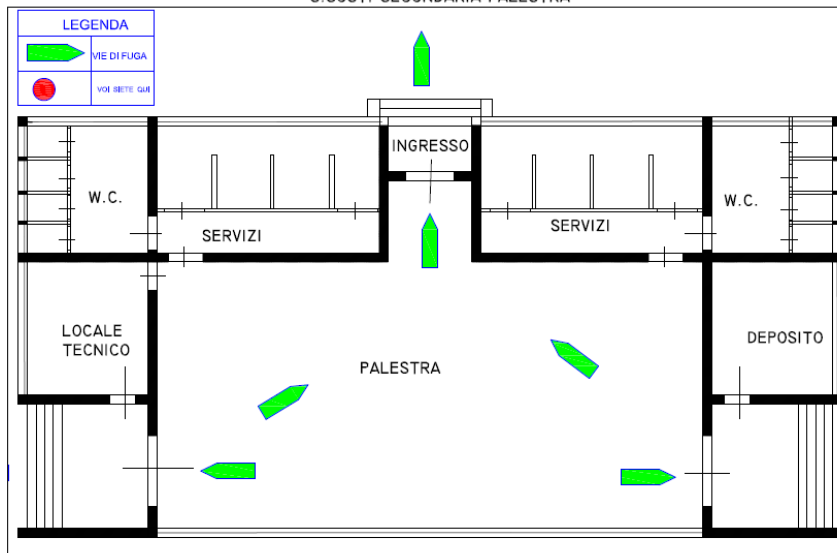 LEGENDA
VIE DI FUGA
VOI SIETE QUI
INGRESSO
W.C.
SERVIZI
SERVIZI
W.C.
LOCALE
TECNICO
PALESTRA
DEPOSITO